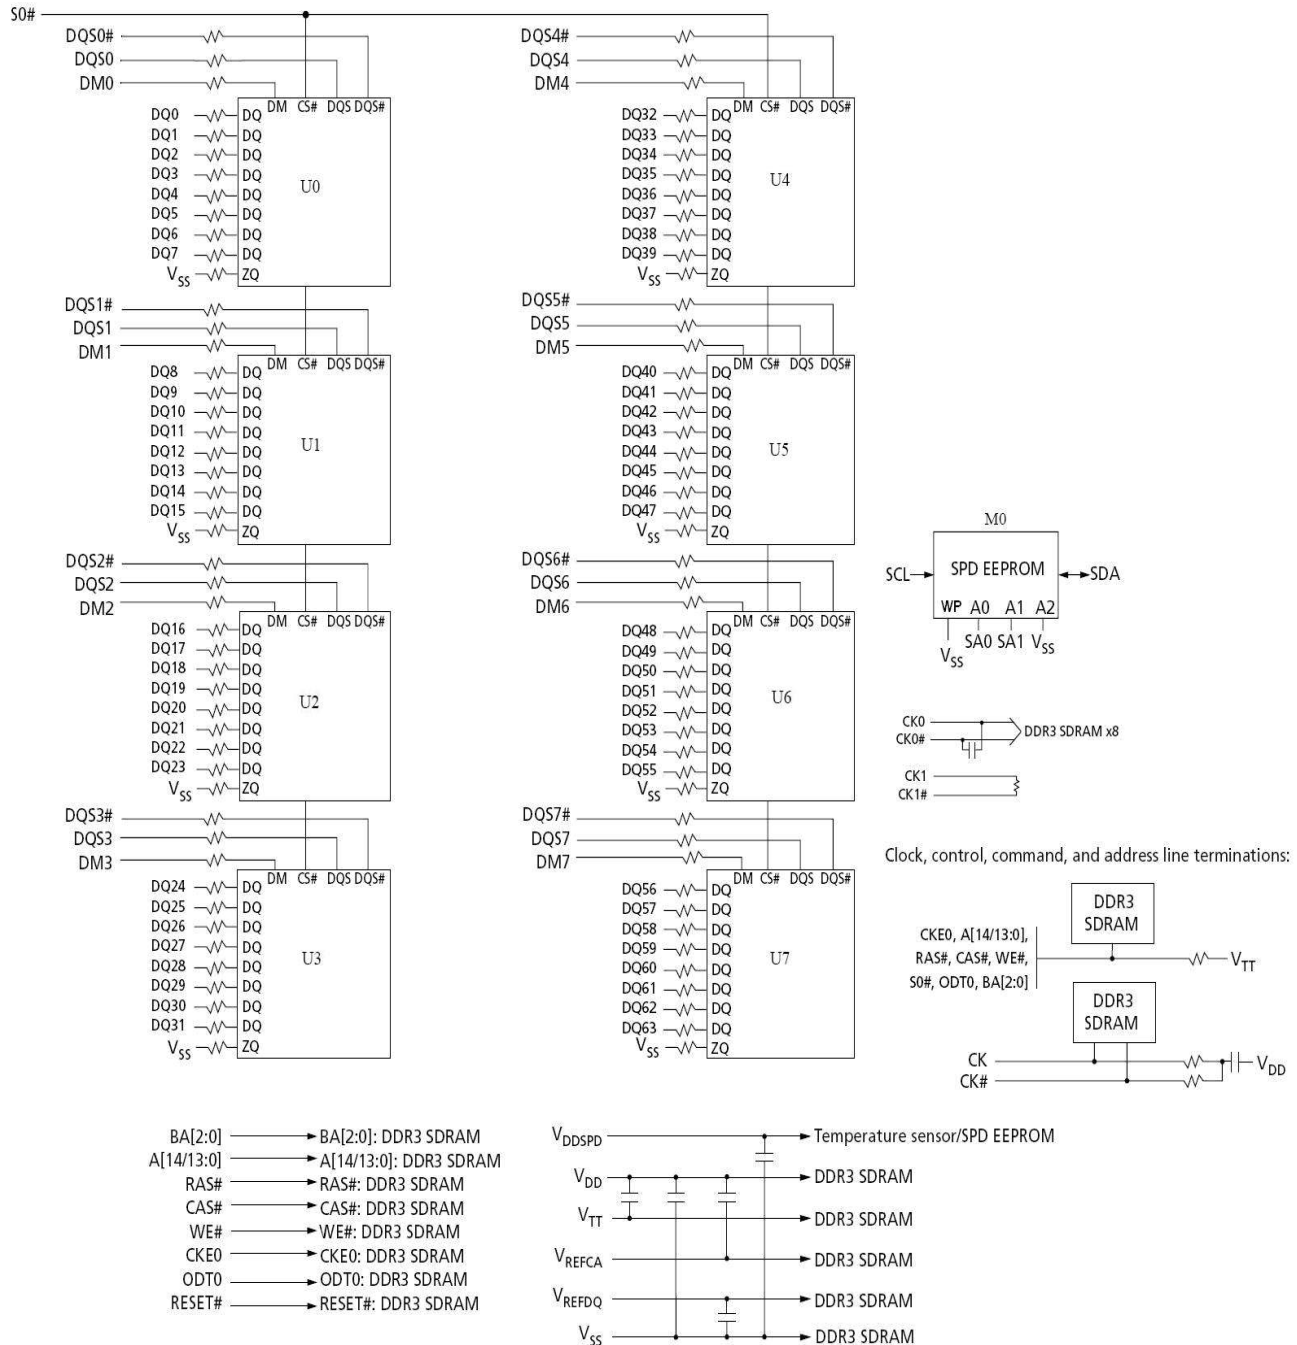 S0#
DQS0#
DQS0
DM0
DM CS# DQS DQS#
DQ0 DQ
DQ1 DQ
DQ2 DQ
DQ3 DQ
DQ4 DQ
DQ5 DQ
DQ6 DQ
DQ7 DQ
VSS ZQ
U0
DQS1#
DQS1
DM1
DM CS# DQS DQS#
DQ8 DQ
DQ9 DQ
DQ10 DQ
DQ11 DQ
DQ12 DQ
DQ13 DQ
DQ14 DQ
DQ15 DQ
VSS ZQ
U1
DQS2#
DQS2
DM2
DM CS# DQS DQS#
DQ16 DQ
DQ17 DQ
DQ18 DQ
DQ19 DQ
DQ20 DQ
DQ21 DQ
DQ22 DQ
DQ23 DQ
VSS ZQ
U2
DQS3#
DQS3
DM3
DM CS# DQS DQS#
DQ24 DQ
DQ25 DQ
DQ26 DQ
DQ27 DQ
DQ28 DQ
DQ29 DQ
DQ30 DQ
DQ31 DQ
VSS ZQ
U3
DQS4#
DQS4
DM4
DM CS# DQS DQS#
DQ32 DQ
DQ33 DQ
DQ34 DQ
DQ35 DQ
DQ36 DQ
DQ37 DQ
DQ38 DQ
DQ39 DQ
VSS ZQ
U4
DQS5#
DQS5
DM5
DM CS# DQS DQS#
DQ40 DQ
DQ41 DQ
DQ42 DQ
DQ43 DQ
DQ44 DQ
DQ45 DQ
DQ46 DQ
DQ47 DQ
VSS ZQ
U5
DQS6#
DQS6
DM6
DM CS# DQS DQS#
DQ48 DQ
DQ49 DQ
DQ50 DQ
DQ51 DQ
DQ52 DQ
DQ53 DQ
DQ54 DQ
DQ55 DQ
VSS ZQ
U6
DQS7#
DQS7
DM7
DM CS# DQS DQS#
DQ56 DQ
DQ57 DQ
DQ58 DQ
DQ59 DQ
DQ60 DQ
DQ61 DQ
DQ62 DQ
DQ63 DQ
VSS ZQ
U7
M0
SCL SPD EEPROM SDA
WP A0 A1 A2
VSS SA0 SA1 VSS
CK0
CK0#
DDR3 SDRAM x8
CK1
CK1#
Clock, control, command, and address line terminations:
DDR3
SDRAM
CKE0, A[14/13:0],
RAS#, CAS#, WE#,
S0#, ODT0, BA[2:0]
VTT
DDR3
SDRAM
CK
CK#
VDD
BA[2:0] BA[2:0]: DDR3 SDRAM
A[14/13:0] A[14/13:0]: DDR3 SDRAM
RAS# RAS#: DDR3 SDRAM
CAS# CAS#: DDR3 SDRAM
WE# WE#: DDR3 SDRAM
CKE0 CKE0: DDR3 SDRAM
ODT0 ODT0: DDR3 SDRAM
RESET# RESET#: DDR3 SDRAM
VDDSPD Temperature sensor/SPD EEPROM
VDD DDR3 SDRAM
VTT DDR3 SDRAM
VREFCA DDR3 SDRAM
VREFDQ DDR3 SDRAM
VSS DDR3 SDRAM